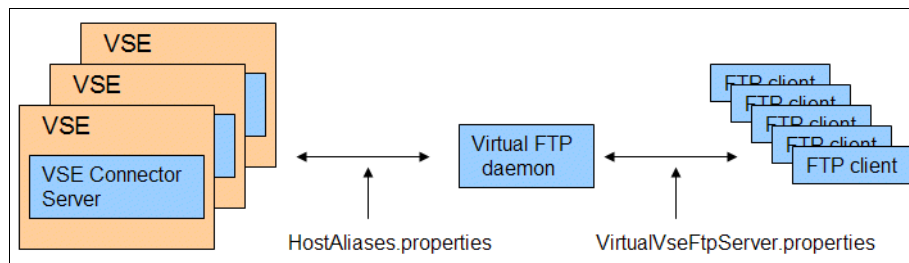 VSE
VSE
VSE
VSE Connector
Server
Virtual FTP
daemon
FTP client
FTP client
FTP client
FTP client
FTP client
HostAliases.properties
VirtualVseFtpServer.properties